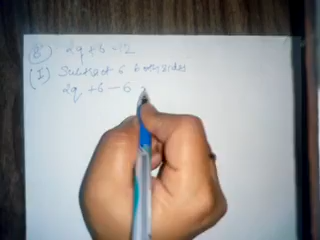 (B) 2q + 6 = 12
(I) Subtract 6 both sides
2q + 6 - 6